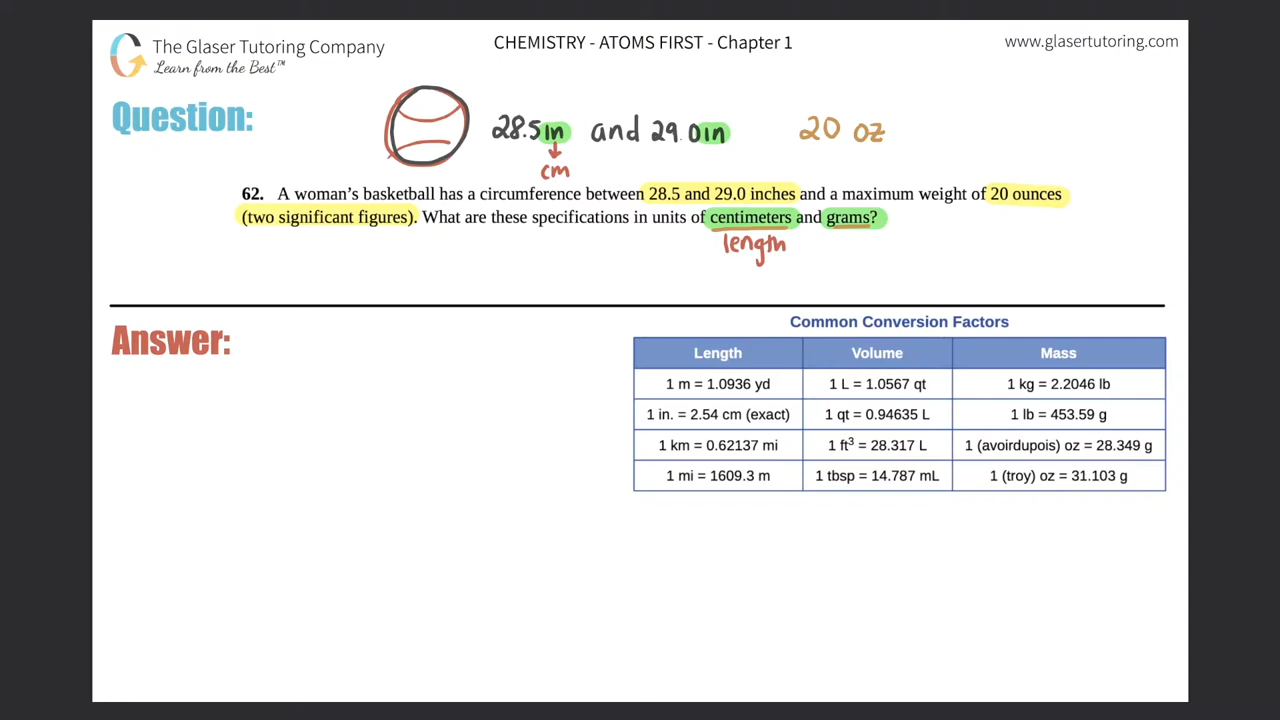 The Glaser Tutoring Company
Learn from the Best™
CHEMISTRY - ATOMS FIRST - Chapter 1
www.glasertutoring.com
Question:
28.5in and 29.0in 20 oz
cm
62. A woman's basketball has a circumference between 28.5 and 29.0 inches and a maximum weight of 20 ounces
(two significant figures). What are these specifications in units of centimeters and grams?
length
Answer:
Common Conversion Factors
Length Volume Mass
1 m = 1.0936 yd 1 L = 1.0567 qt 1 kg = 2.2046 lb
1 in. = 2.54 cm (exact) 1 qt = 0.94635 L 1 lb = 453.59 g
1 km = 0.62137 mi 1 ft³ = 28.317 L 1 (avoirdupois) oz = 28.349 g
1 mi = 1609.3 m 1 tbsp = 14.787 mL 1 (troy) oz = 31.103 g